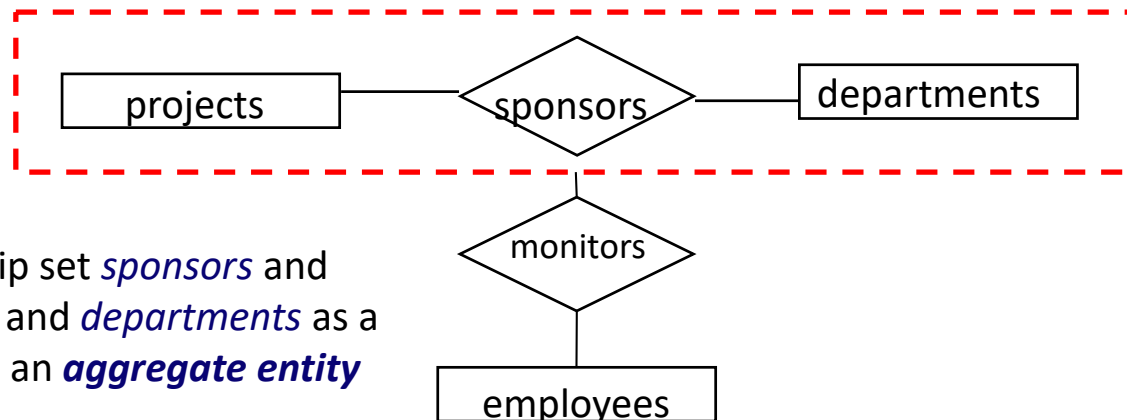 projects
sponsors
departments
monitors
ip set sponsors and
and departments as a
an aggregate entity
employees